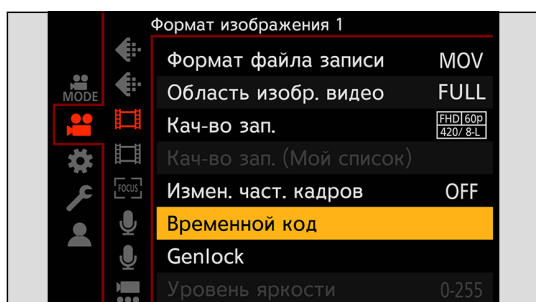 Формат изображения 1
MODE
FOCUS
Формат файла записи MOV
Область изобр. видео FULL
Кач-во зап. FHD 60p 420/ 8-L
Кач-во зап. (Мой список)
Измен. част. кадров OFF
Временной код
Genlock
Уровень яркости 0-255